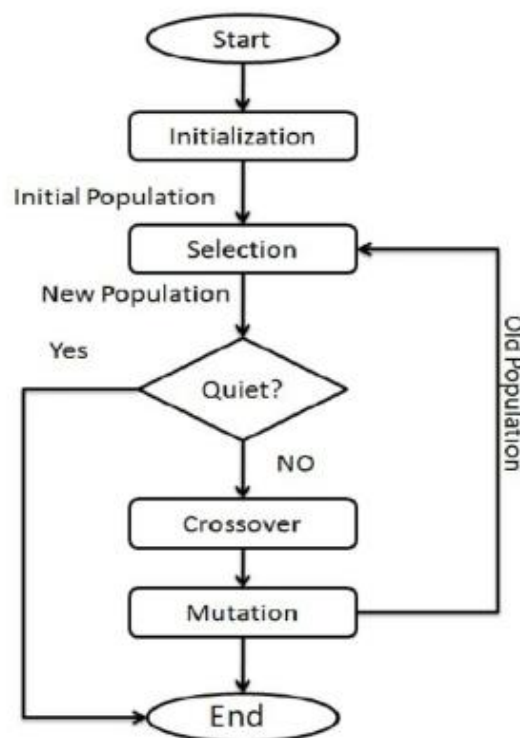 Start
Initialization
Initial Population
Selection
New Population
Yes
Quiet?
Old Population
NO
Crossover
Mutation
End